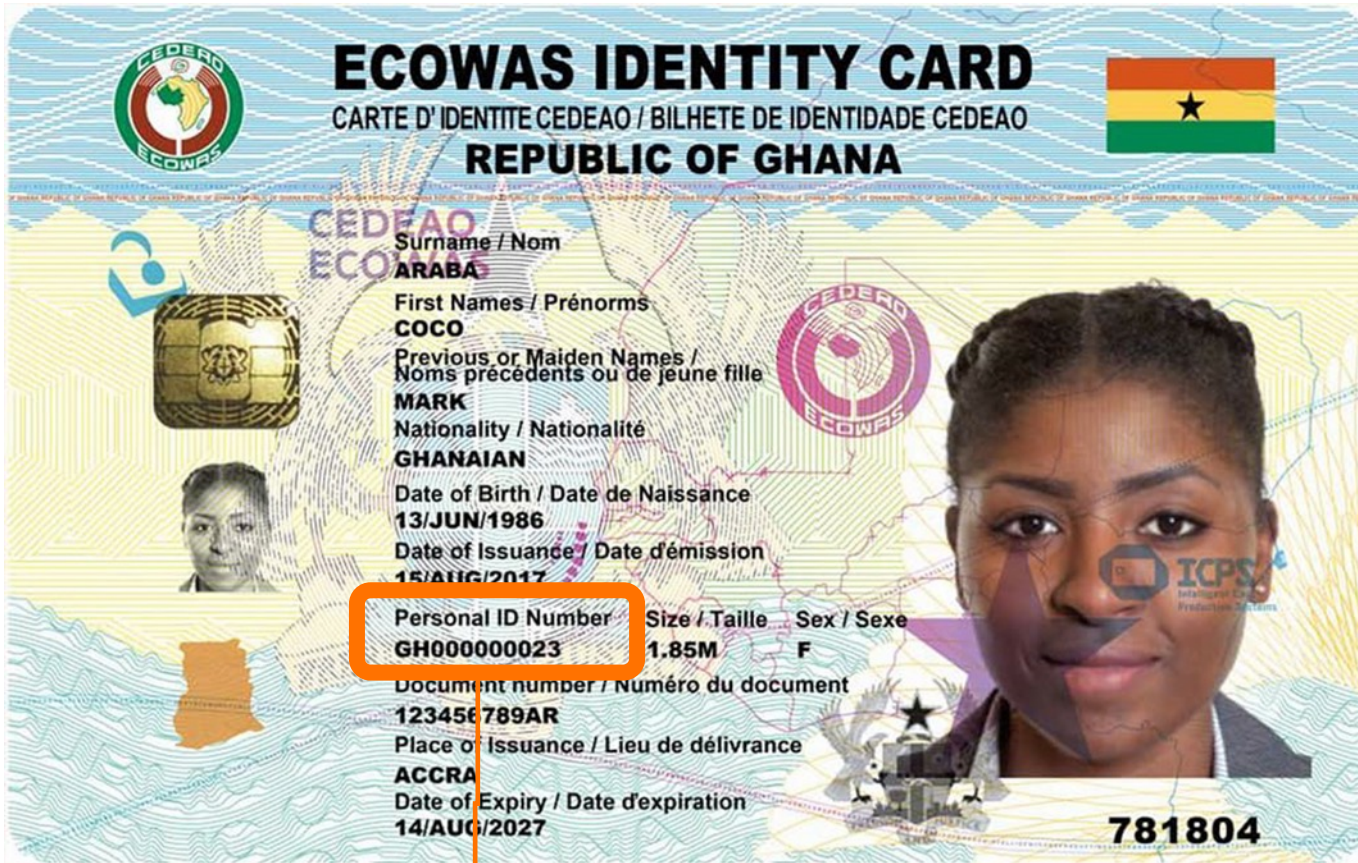 CEDEAO
ECOWAS
ECOWAS IDENTITY CARD
CARTE D' IDENTITE CEDEAO / BILHETE DE IDENTIDADE CEDEAO
REPUBLIC OF GHANA
CEDEAO
ECOWAS
Surname / Nom
ARABA
First Names / Prénorms
COCO
Previous or Maiden Names /
Noms précédents ou de jeune fille
MARK
Nationality / Nationalité
GHANAIAN
Date of Birth / Date de Naissance
13/JUN/1986
Date of Issuance / Date d'émission
15/AUG/2017
Personal ID Number Size / Taille Sex / Sexe
GH000000023 1.85M F
Document number / Numéro du document
123456789AR
Place of Issuance / Lieu de délivrance
ACCRA
Date of Expiry / Date d'expiration
14/AUG/2027
CEDEAO
ECOWAS
ICPS
781804